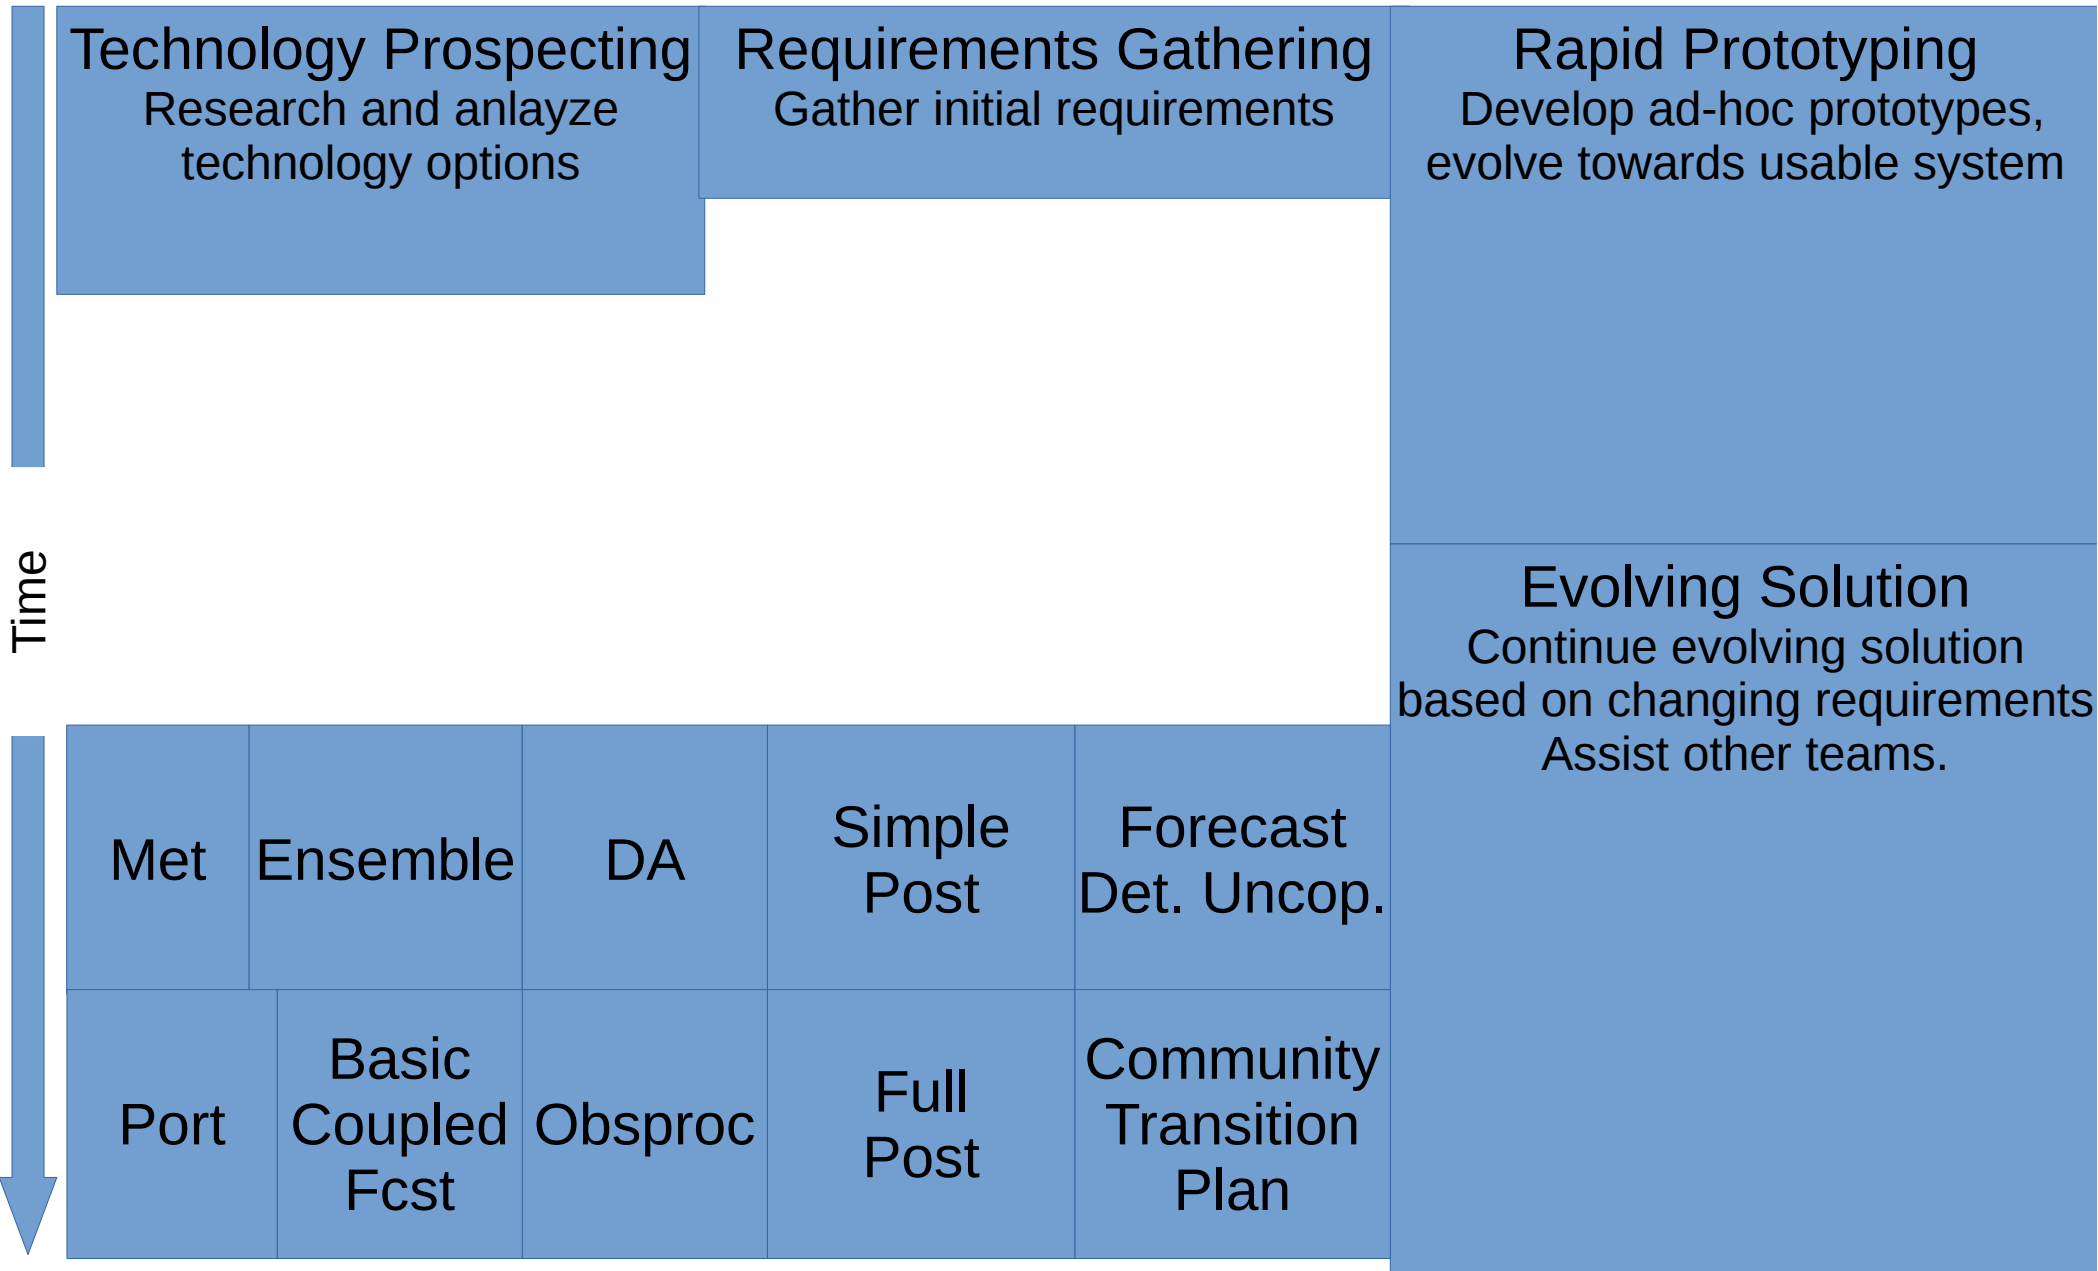 Technology Prospecting
Research and anlayze
technology options
Requirements Gathering
Gather initial requirements
Rapid Prototyping
Develop ad-hoc prototypes,
evolve towards usable system
Time
Evolving Solution
Continue evolving solution
based on changing requirements
Assist other teams.
Met
Ensemble
DA
Simple
Post
Forecast
Det. Uncop.
Port
Basic
Coupled
Fcst
Obsproc
Full
Post
Community
Transition
Plan